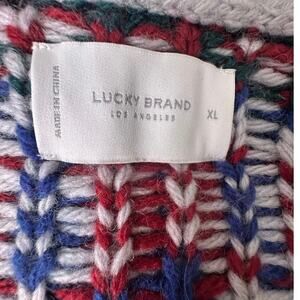 MADE IN CHINA
LUCKY BRAND
LOS ANGELES
XL